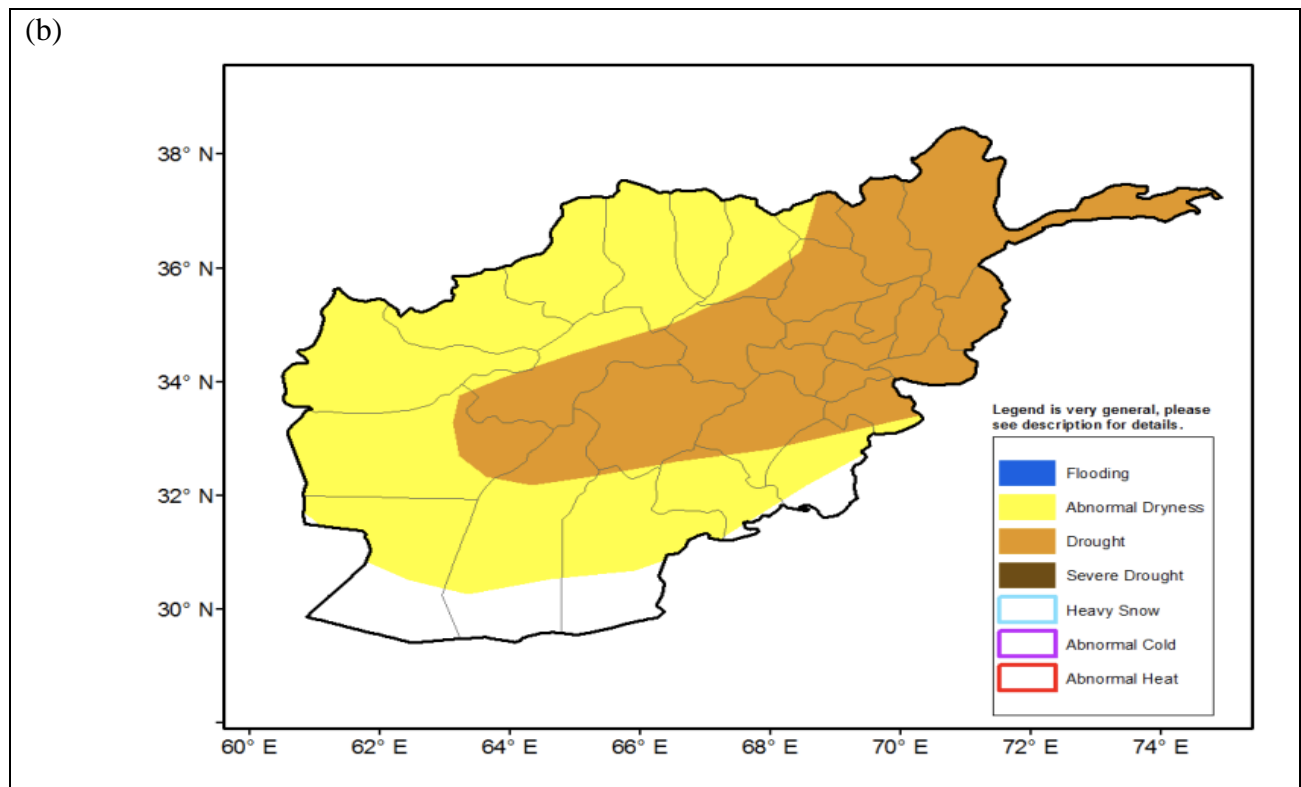 (b)
38° N
36° N
34° N
32° N
30° N
Legend is very general, please
see description for details.
Flooding
Abnormal Dryness
Drought
Severe Drought
Heavy Snow
Abnormal Cold
Abnormal Heat
60° E 62° E 64° E 66° E 68° E 70° E 72° E 74° E